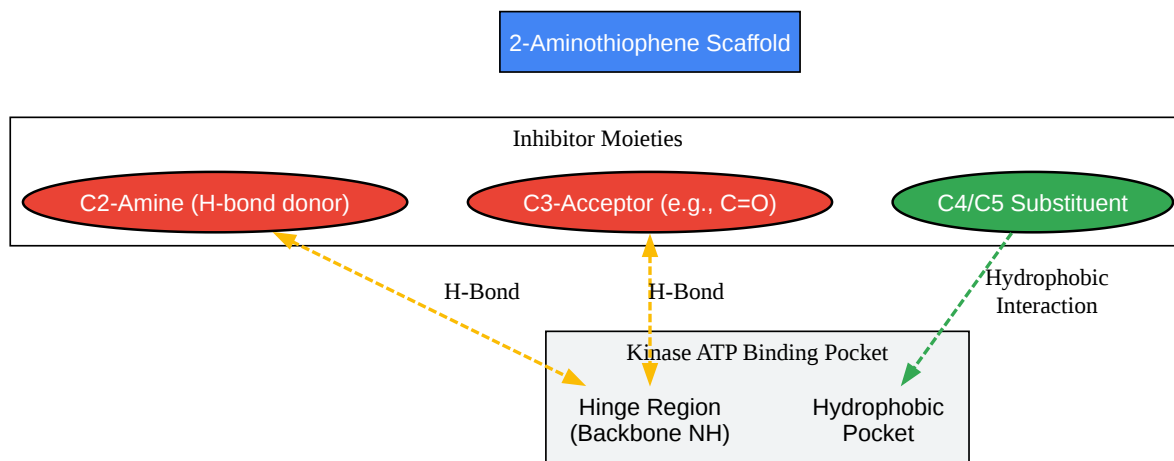 2-Aminothiophene Scaffold
Inhibitor Moieties
C2-Amine (H-bond donor)
C3-Acceptor (e.g., C=O)
C4/C5 Substituent
H-Bond
H-Bond
Hydrophobic
Interaction
Kinase ATP Binding Pocket
Hinge Region
(Backbone NH)
Hydrophobic
Pocket